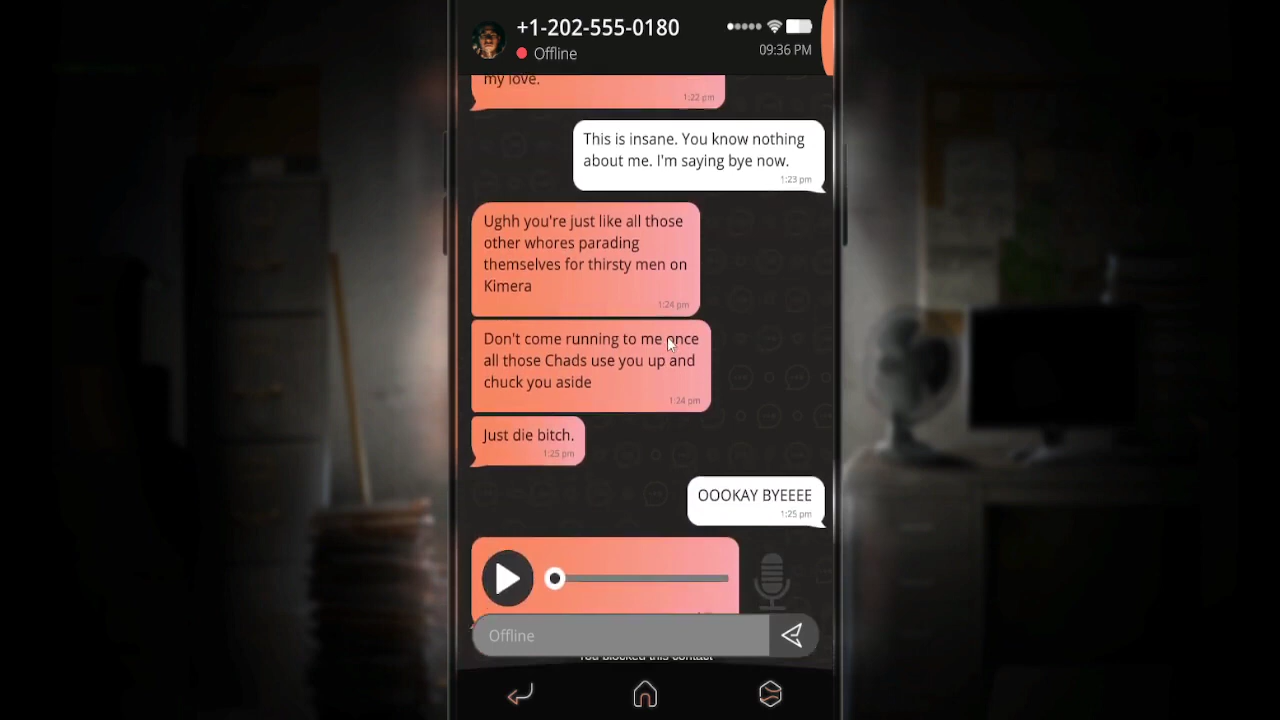 +1-202-555-0180
Offline
09:36 PM
my love.
1:22 pm
This is insane. You know nothing
about me. I'm saying bye now.
1:23 pm
Ughh you're just like all those
other whores parading
themselves for thirsty men on
Kimera
1:24 pm
Don't come running to me once
all those Chads use you up and
chuck you aside
1:24 pm
Just die bitch.
1:25 pm
OOOKAY BYEEEE
1:25 pm
Offline
You blocked this contact